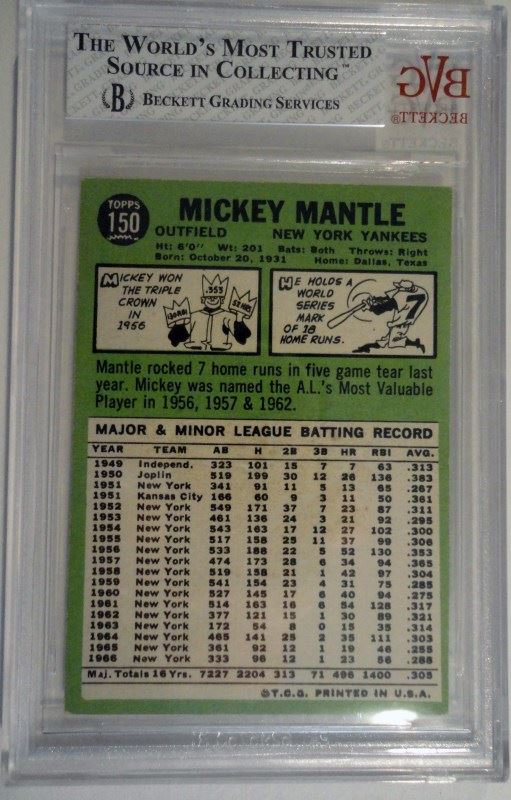 THE WORLD'S MOST TRUSTED
SOURCE IN COLLECTING™
B BECKETT GRADING SERVICES
BVG
BECKETT®
TOPPS
150
MICKEY MANTLE
OUTFIELD NEW YORK YANKEES
Ht: 6'0" Wt: 201 Bats: Both Throws: Right
Born: October 20, 1931 Home: Dallas, Texas
MICKEY WON
THE TRIPLE
CROWN
IN
1956
.353
130 RBI
52 HRS
HE HOLDS A
WORLD
SERIES
MARK
OF 18
HOME RUNS.
7
Mantle rocked 7 home runs in five game tear last
year. Mickey was named the A.L.'s Most Valuable
Player in 1956, 1957 & 1962.
MAJOR & MINOR LEAGUE BATTING RECORD
YEAR TEAM AB H 2B 3B HR RBI AVG.
1949 Independ. 323 101 15 7 7 63 .313
1950 Joplin 519 199 30 12 26 136 .383
1951 New York 341 91 11 5 13 65 .267
1951 Kansas City 166 60 9 3 11 50 .361
1952 New York 549 171 37 7 23 87 .311
1953 New York 461 136 24 3 21 92 .295
1954 New York 543 163 17 12 27 102 .300
1955 New York 517 158 25 11 37 99 .306
1956 New York 533 188 22 5 52 130 .353
1957 New York 474 173 28 6 34 94 .365
1958 New York 519 158 21 1 42 97 .304
1959 New York 541 154 23 4 31 75 .285
1960 New York 527 145 17 6 40 94 .275
1961 New York 514 163 16 6 54 128 .317
1962 New York 377 121 15 1 30 89 .321
1963 New York 172 54 8 0 15 35 .314
1964 New York 465 141 25 2 35 111 .303
1965 New York 361 92 12 1 19 46 .255
1966 New York 333 96 12 1 23 56 .288
Maj. Totals 16 Yrs. 7227 2204 313 71 496 1400 .305
©T.C.G. PRINTED IN U.S.A.